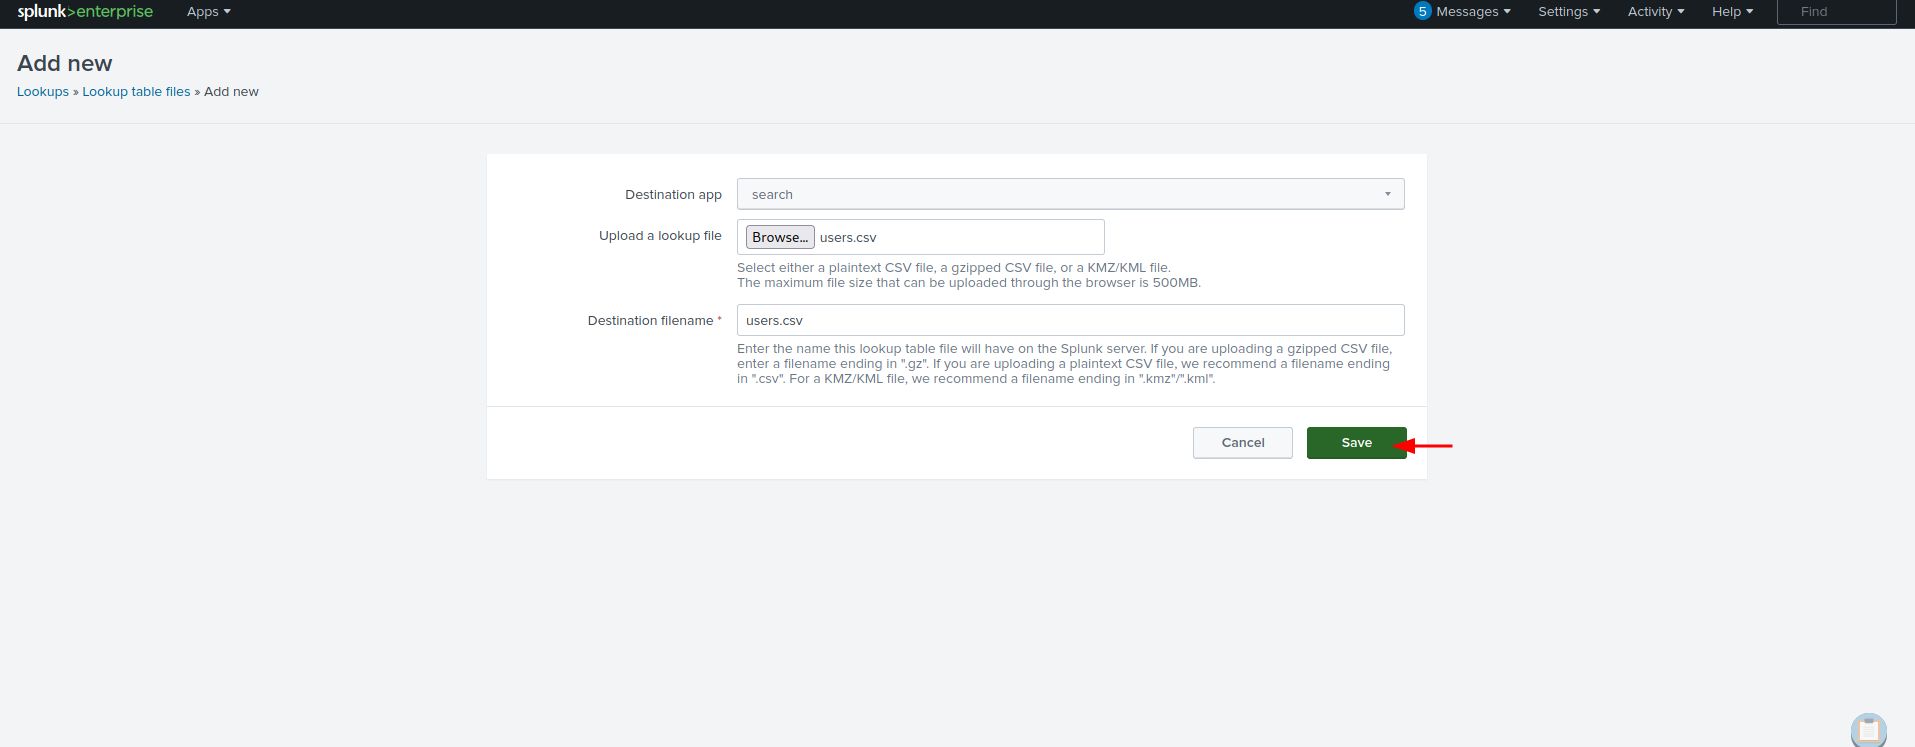 splunk>enterprise Apps 5 Messages Settings Activity Help Find
Add new
Lookups » Lookup table files » Add new
Destination app search
Upload a lookup file Browse... users.csv
Select either a plaintext CSV file, a gzipped CSV file, or a KMZ/KML file.
The maximum file size that can be uploaded through the browser is 500MB.
Destination filename * users.csv
Enter the name this lookup table file will have on the Splunk server. If you are uploading a gzipped CSV file,
enter a filename ending in ".gz". If you are uploading a plaintext CSV file, we recommend a filename ending
in ".csv". For a KMZ/KML file, we recommend a filename ending in ".kmz"/".kml".
Cancel Save